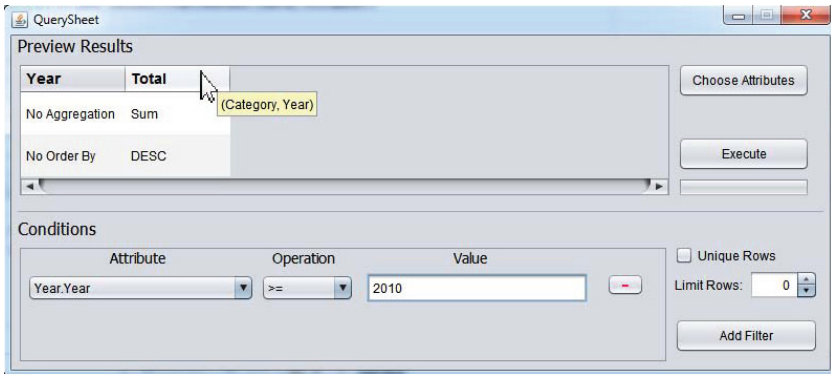 QuerySheet
Preview Results
Year Total
(Category, Year)
No Aggregation Sum
No Order By DESC
Choose Attributes
Execute
Conditions
Attribute Operation Value
Year.Year >= 2010 -
Unique Rows
Limit Rows: 0
Add Filter